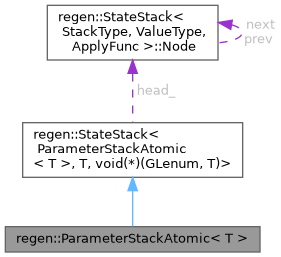 regen::StateStack<
StackType, ValueType,
ApplyFunc >::Node
next
prev
head_
regen::StateStack<
ParameterStackAtomic
< T >, T, void(*)(GLenum, T)>
regen::ParameterStackAtomic< T >